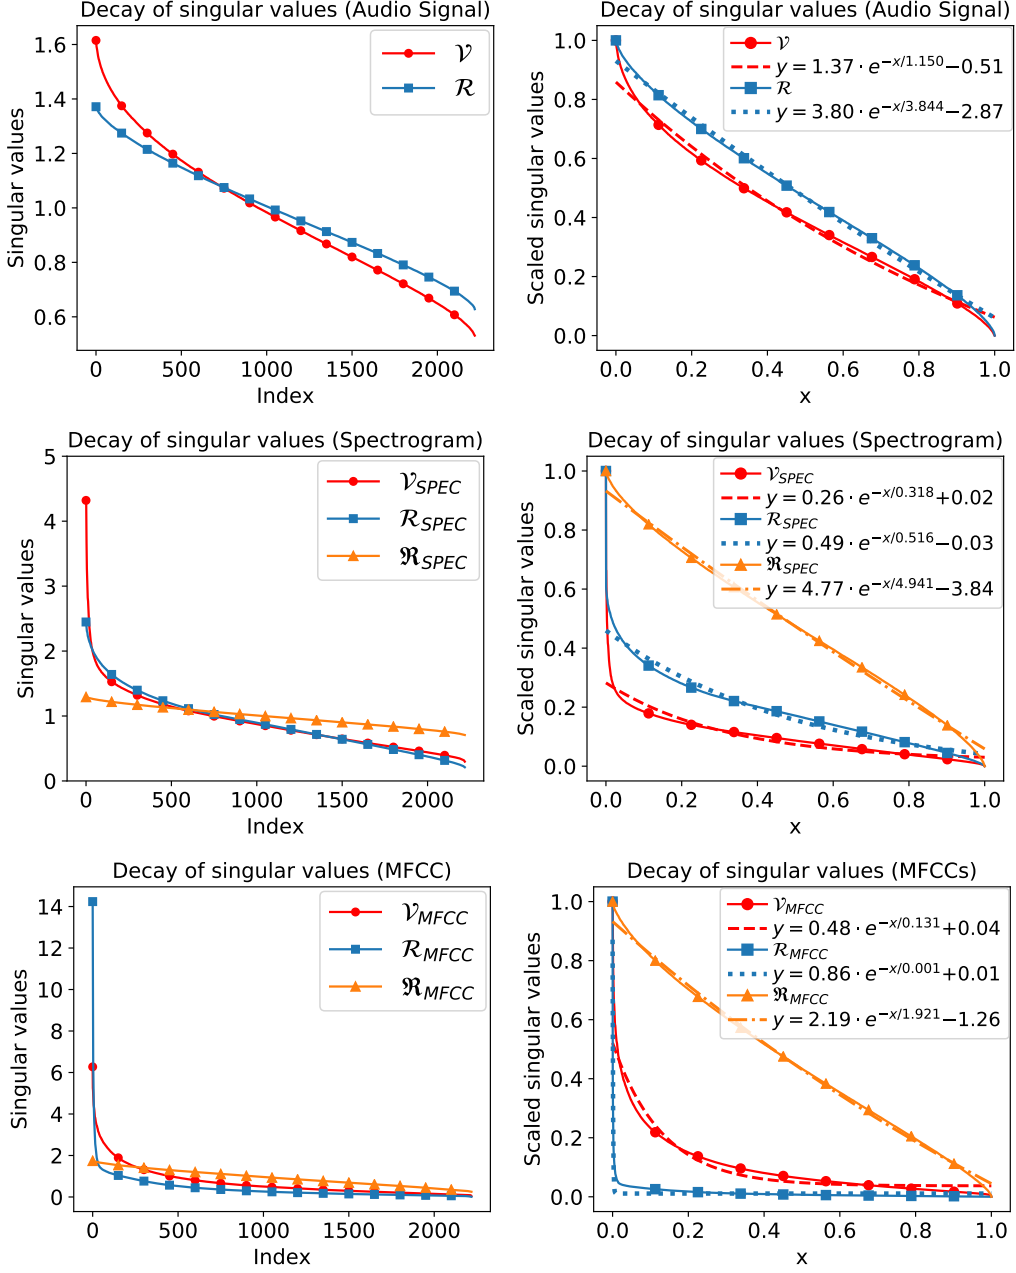 Decay of singular values (Audio Signal)
Singular values
1.6
1.4
1.2
1.0
0.8
0.6
𝒱
ℛ
0 500 1000 1500 2000
Index
Decay of singular values (Audio Signal)
Scaled singular values
1.0
0.8
0.6
0.4
0.2
0.0
𝒱
y = 1.37 · e^{−x/1.150}−0.51
ℛ
y = 3.80 · e^{−x/3.844}−2.87
0.0 0.2 0.4 0.6 0.8 1.0
x
Decay of singular values (Spectrogram)
Singular values
5
4
3
2
1
0
𝒱_{SPEC}
ℛ_{SPEC}
𝕽_{SPEC}
0 500 1000 1500 2000
Index
Decay of singular values (Spectrogram)
Scaled singular values
1.0
0.8
0.6
0.4
0.2
0.0
𝒱_{SPEC}
y = 0.26 · e^{−x/0.318}+0.02
ℛ_{SPEC}
y = 0.49 · e^{−x/0.516}−0.03
𝕽_{SPEC}
y = 4.77 · e^{−x/4.941}−3.84
0.0 0.2 0.4 0.6 0.8 1.0
x
Decay of singular values (MFCC)
Singular values
14
12
10
8
6
4
2
0
𝒱_{MFCC}
ℛ_{MFCC}
𝕽_{MFCC}
0 500 1000 1500 2000
Index
Decay of singular values (MFCCs)
Scaled singular values
1.0
0.8
0.6
0.4
0.2
0.0
𝒱_{MFCC}
y = 0.48 · e^{−x/0.131}+0.04
ℛ_{MFCC}
y = 0.86 · e^{−x/0.001}+0.01
𝕽_{MFCC}
y = 2.19 · e^{−x/1.921}−1.26
0.0 0.2 0.4 0.6 0.8 1.0
x